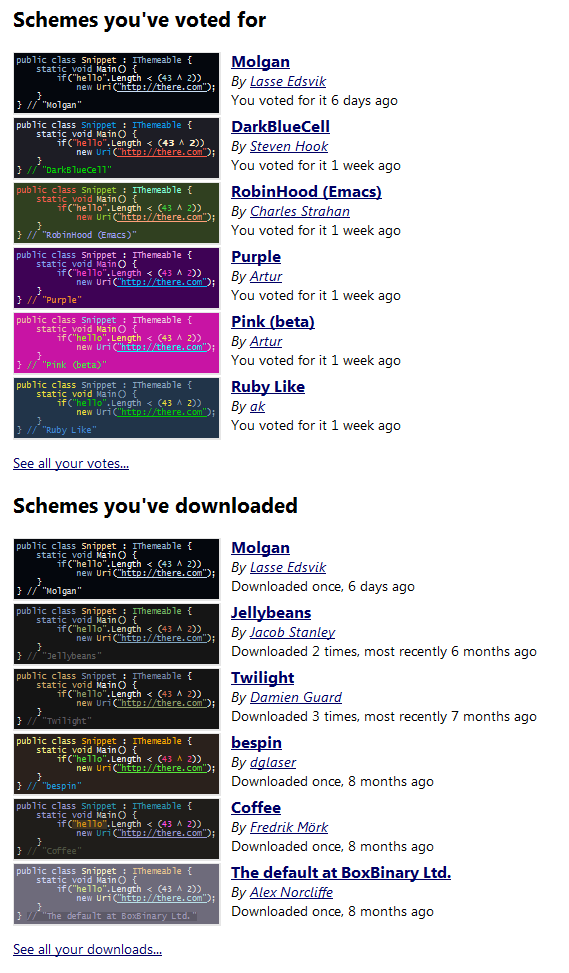 Schemes you've voted for
public class Snippet : IThemeable {
static void Main() {
if("hello".Length < (43 ^ 2))
new Uri("http://there.com");
}
} // "Molgan"
Molgan
By Lasse Edsvik
You voted for it 6 days ago
public class Snippet : IThemeable {
static void Main() {
if("hello".Length < (43 ^ 2))
new Uri("http://there.com");
}
} // "DarkBlueCell"
DarkBlueCell
By Steven Hook
You voted for it 1 week ago
public class Snippet : IThemeable {
static void Main() {
if("hello".Length < (43 ^ 2))
new Uri("http://there.com");
}
} // "RobinHood (Emacs)"
RobinHood (Emacs)
By Charles Strahan
You voted for it 1 week ago
public class Snippet : IThemeable {
static void Main() {
if("hello".Length < (43 ^ 2))
new Uri("http://there.com");
}
} // "Purple"
Purple
By Artur
You voted for it 1 week ago
public class Snippet : IThemeable {
static void Main() {
if("hello".Length < (43 ^ 2))
new Uri("http://there.com");
}
} // "Pink (beta)"
Pink (beta)
By Artur
You voted for it 1 week ago
public class Snippet : IThemeable {
static void Main() {
if("hello".Length < (43 ^ 2))
new Uri("http://there.com");
}
} // "Ruby Like"
Ruby Like
By ak
You voted for it 1 week ago
See all your votes...
Schemes you've downloaded
public class Snippet : IThemeable {
static void Main() {
if("hello".Length < (43 ^ 2))
new Uri("http://there.com");
}
} // "Molgan"
Molgan
By Lasse Edsvik
Downloaded once, 6 days ago
public class Snippet : IThemeable {
static void Main() {
if("hello".Length < (43 ^ 2))
new Uri("http://there.com");
}
} // "Jellybeans"
Jellybeans
By Jacob Stanley
Downloaded 2 times, most recently 6 months ago
public class Snippet : IThemeable {
static void Main() {
if("hello".Length < (43 ^ 2))
new Uri("http://there.com");
}
} // "Twilight"
Twilight
By Damien Guard
Downloaded 3 times, most recently 7 months ago
public class Snippet : IThemeable {
static void Main() {
if("hello".Length < (43 ^ 2))
new Uri("http://there.com");
}
} // "bespin"
bespin
By dglaser
Downloaded once, 8 months ago
public class Snippet : IThemeable {
static void Main() {
if("hello".Length < (43 ^ 2))
new Uri("http://there.com");
}
} // "Coffee"
Coffee
By Fredrik Mörk
Downloaded once, 8 months ago
public class Snippet : IThemeable {
static void Main() {
if("hello".Length < (43 ^ 2))
new Uri("http://there.com");
}
} // "The default at BoxBinary Ltd."
The default at BoxBinary Ltd.
By Alex Norcliffe
Downloaded once, 8 months ago
See all your downloads...